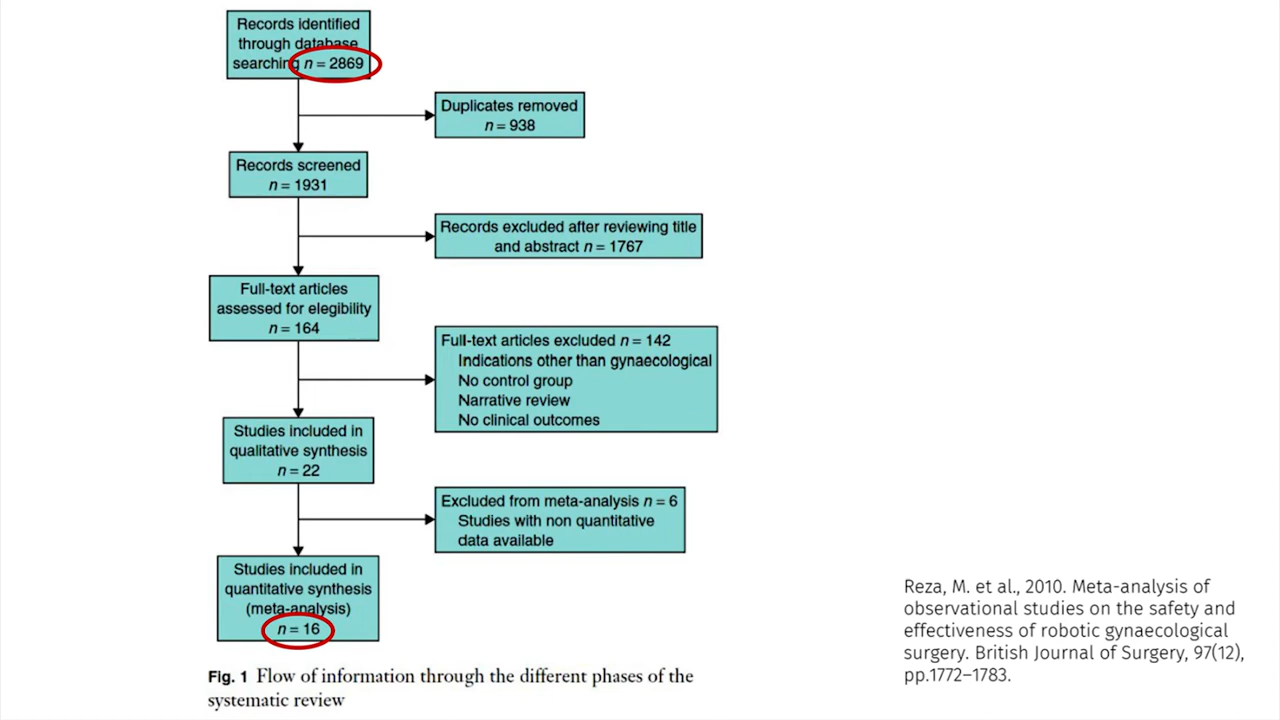 Records identified
through database
searching n = 2869
Duplicates removed
n = 938
Records screened
n = 1931
Records excluded after reviewing title
and abstract n = 1767
Full-text articles
assessed for elegibility
n = 164
Full-text articles excluded n = 142
Indications other than gynaecological
No control group
Narrative review
No clinical outcomes
Studies included in
qualitative synthesis
n = 22
Excluded from meta-analysis n = 6
Studies with non quantitative
data available
Studies included in
quantitative synthesis
(meta-analysis)
n = 16
Fig. 1 Flow of information through the different phases of the
systematic review
Reza, M. et al., 2010. Meta-analysis of
observational studies on the safety and
effectiveness of robotic gynaecological
surgery. British Journal of Surgery, 97(12),
pp.1772–1783.